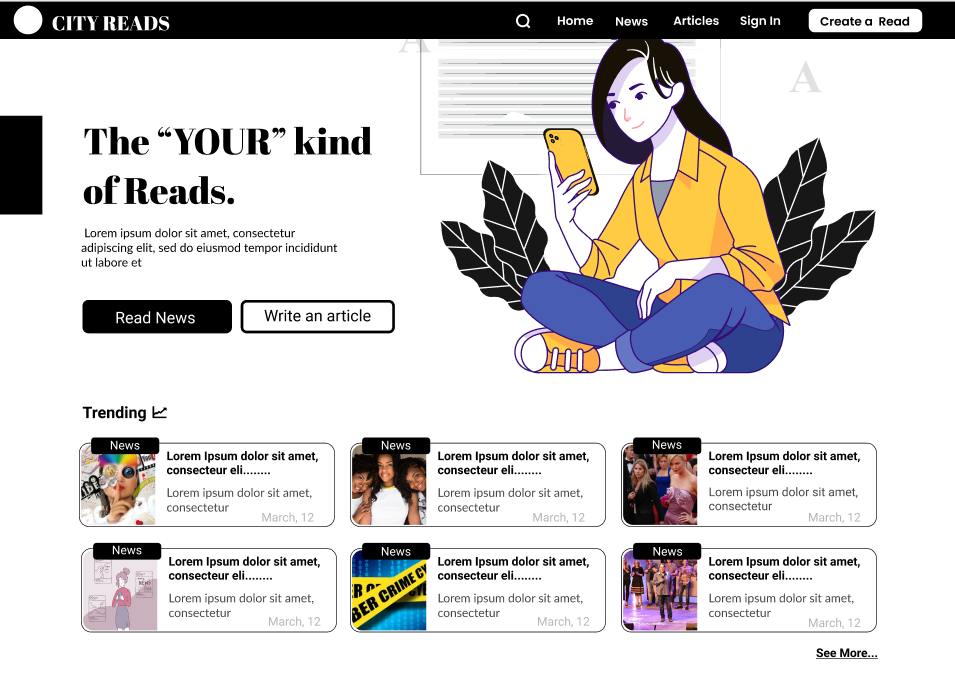 CITY READS
Home
News
Articles
Sign In
Create a Read
A
A
The “YOUR” kind
of Reads.
Lorem ipsum dolor sit amet, consectetur
adipiscing elit, sed do eiusmod tempor incididunt
ut labore et
Read News
Write an article
Trending
News
Lorem Ipsum dolor sit amet,
consecteur eli........
Lorem ipsum dolor sit amet,
consectetur
March, 12
News
Lorem Ipsum dolor sit amet,
consecteur eli........
Lorem ipsum dolor sit amet,
consectetur
March, 12
News
Lorem Ipsum dolor sit amet,
consecteur eli........
Lorem ipsum dolor sit amet,
consectetur
March, 12
News
Lorem Ipsum dolor sit amet,
consecteur eli........
Lorem ipsum dolor sit amet,
consectetur
March, 12
News
CRIME
BER CRIME CY
Lorem Ipsum dolor sit amet,
consecteur eli........
Lorem ipsum dolor sit amet,
consectetur
March, 12
News
Lorem Ipsum dolor sit amet,
consecteur eli........
Lorem ipsum dolor sit amet,
consectetur
March, 12
See More...